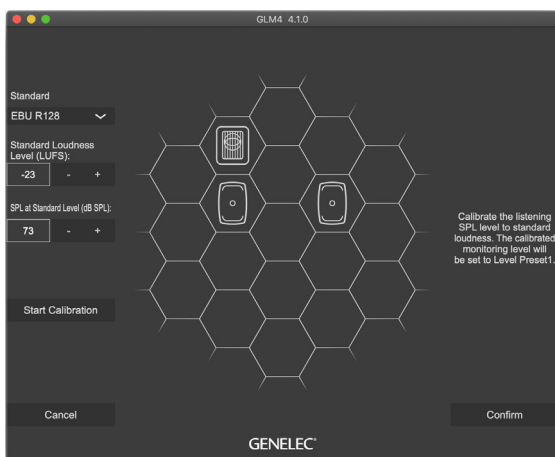 GLM4 4.1.0
Standard
EBU R128
Standard Loudness
Level (LUFS):
-23 - +
SPL at Standard Level (dB SPL):
73 - +
Start Calibration
Calibrate the listening
SPL level to standard
loudness. The calibrated
monitoring level will
be set to Level Preset1.
Cancel
Confirm
GENELEC®